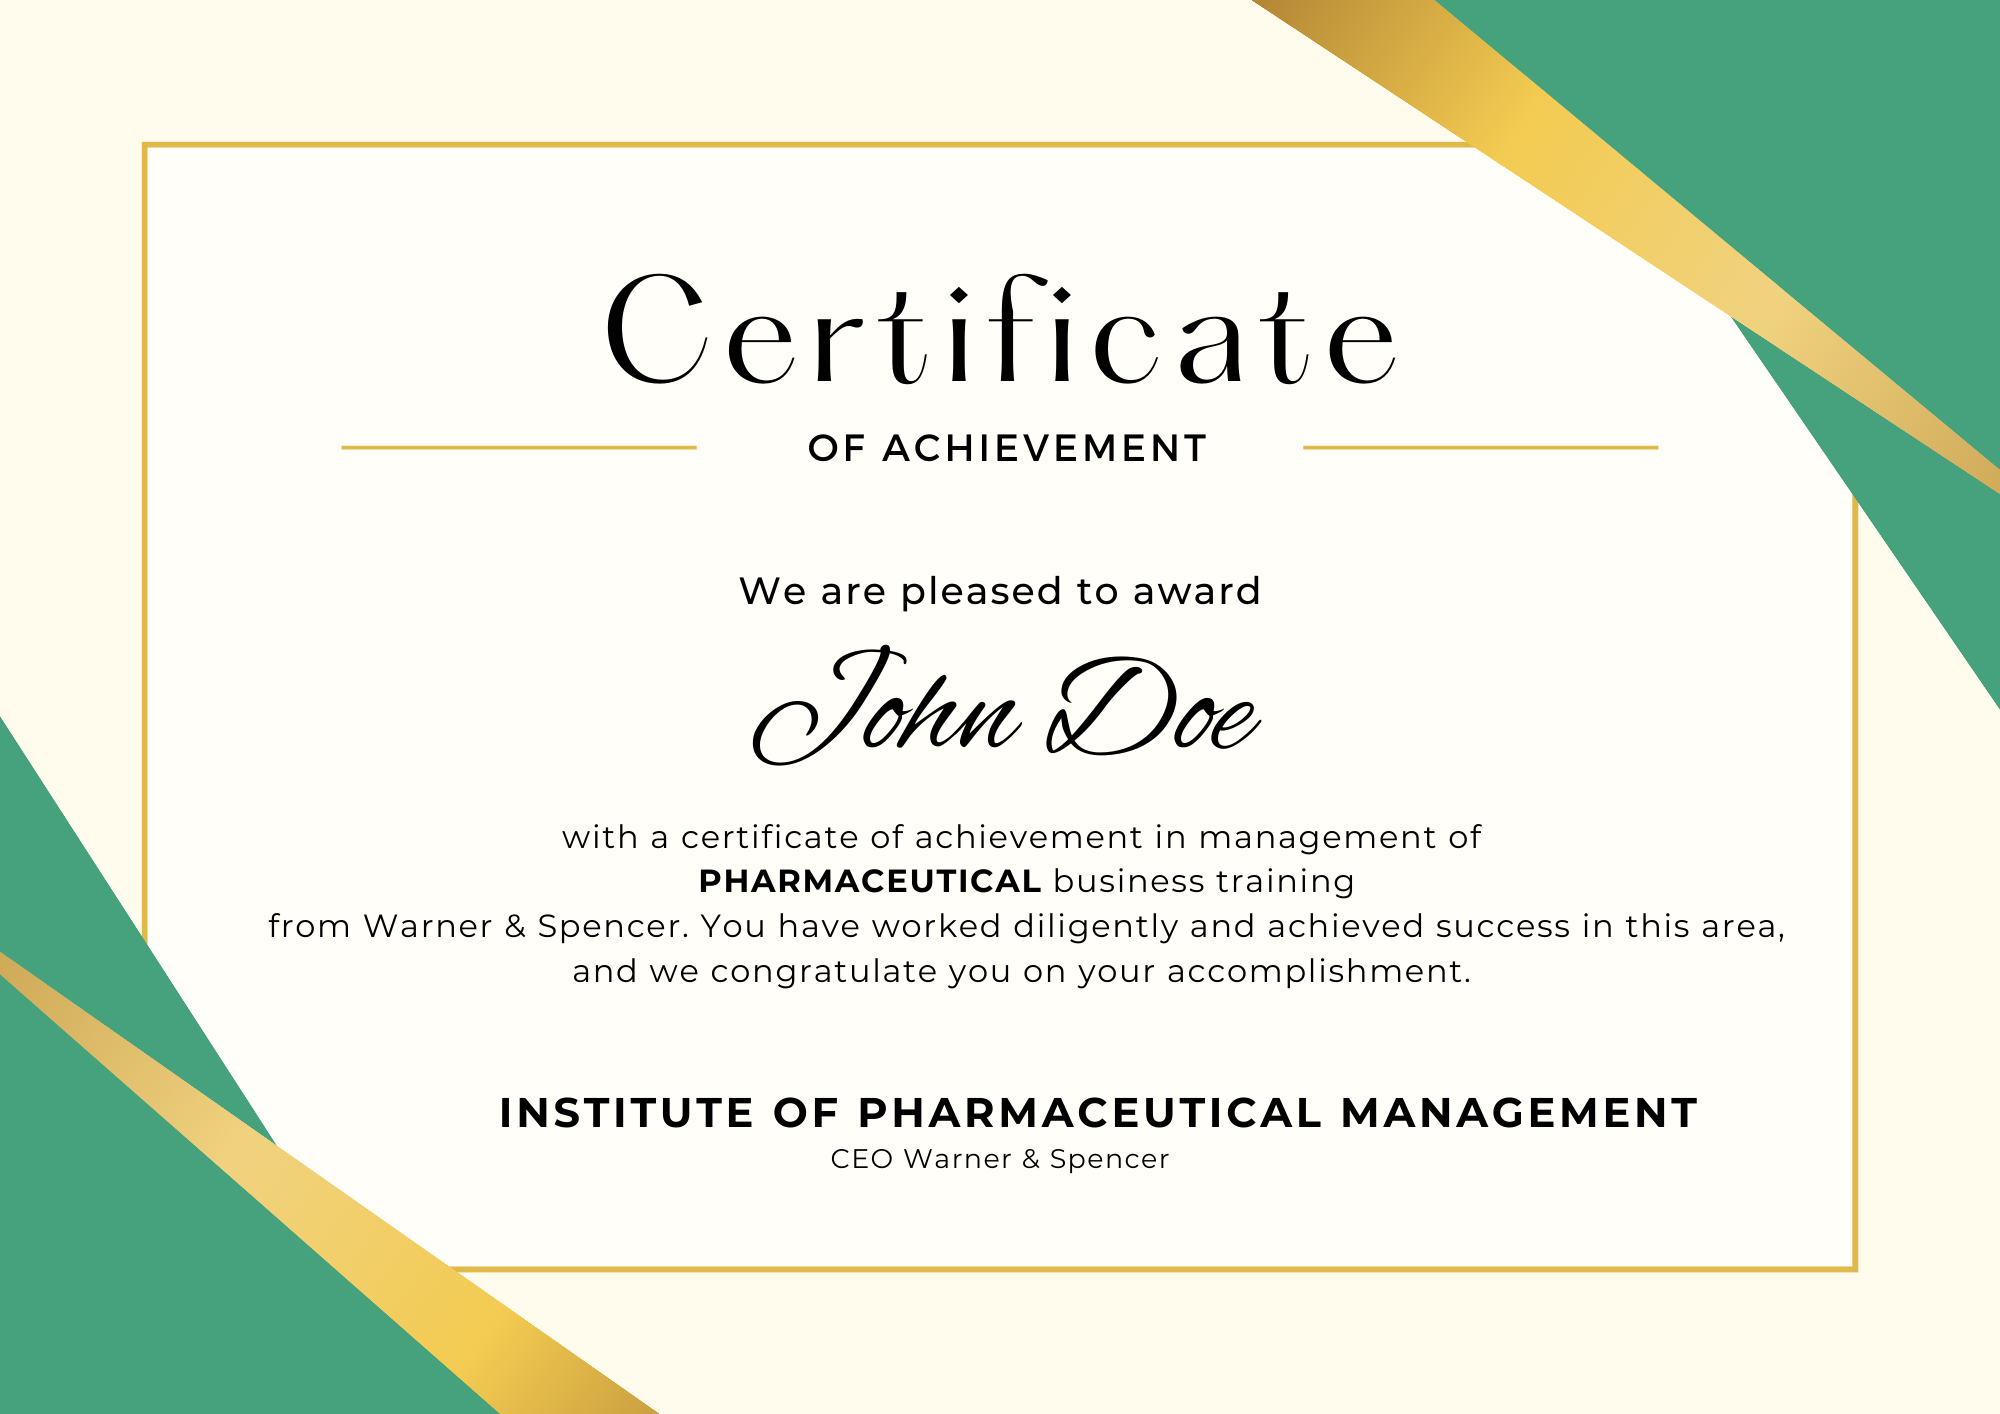 Certificate
OF ACHIEVEMENT
We are pleased to award
John Doe
with a certificate of achievement in management of
PHARMACEUTICAL business training
from Warner & Spencer. You have worked diligently and achieved success in this area,
and we congratulate you on your accomplishment.
INSTITUTE OF PHARMACEUTICAL MANAGEMENT
CEO Warner & Spencer